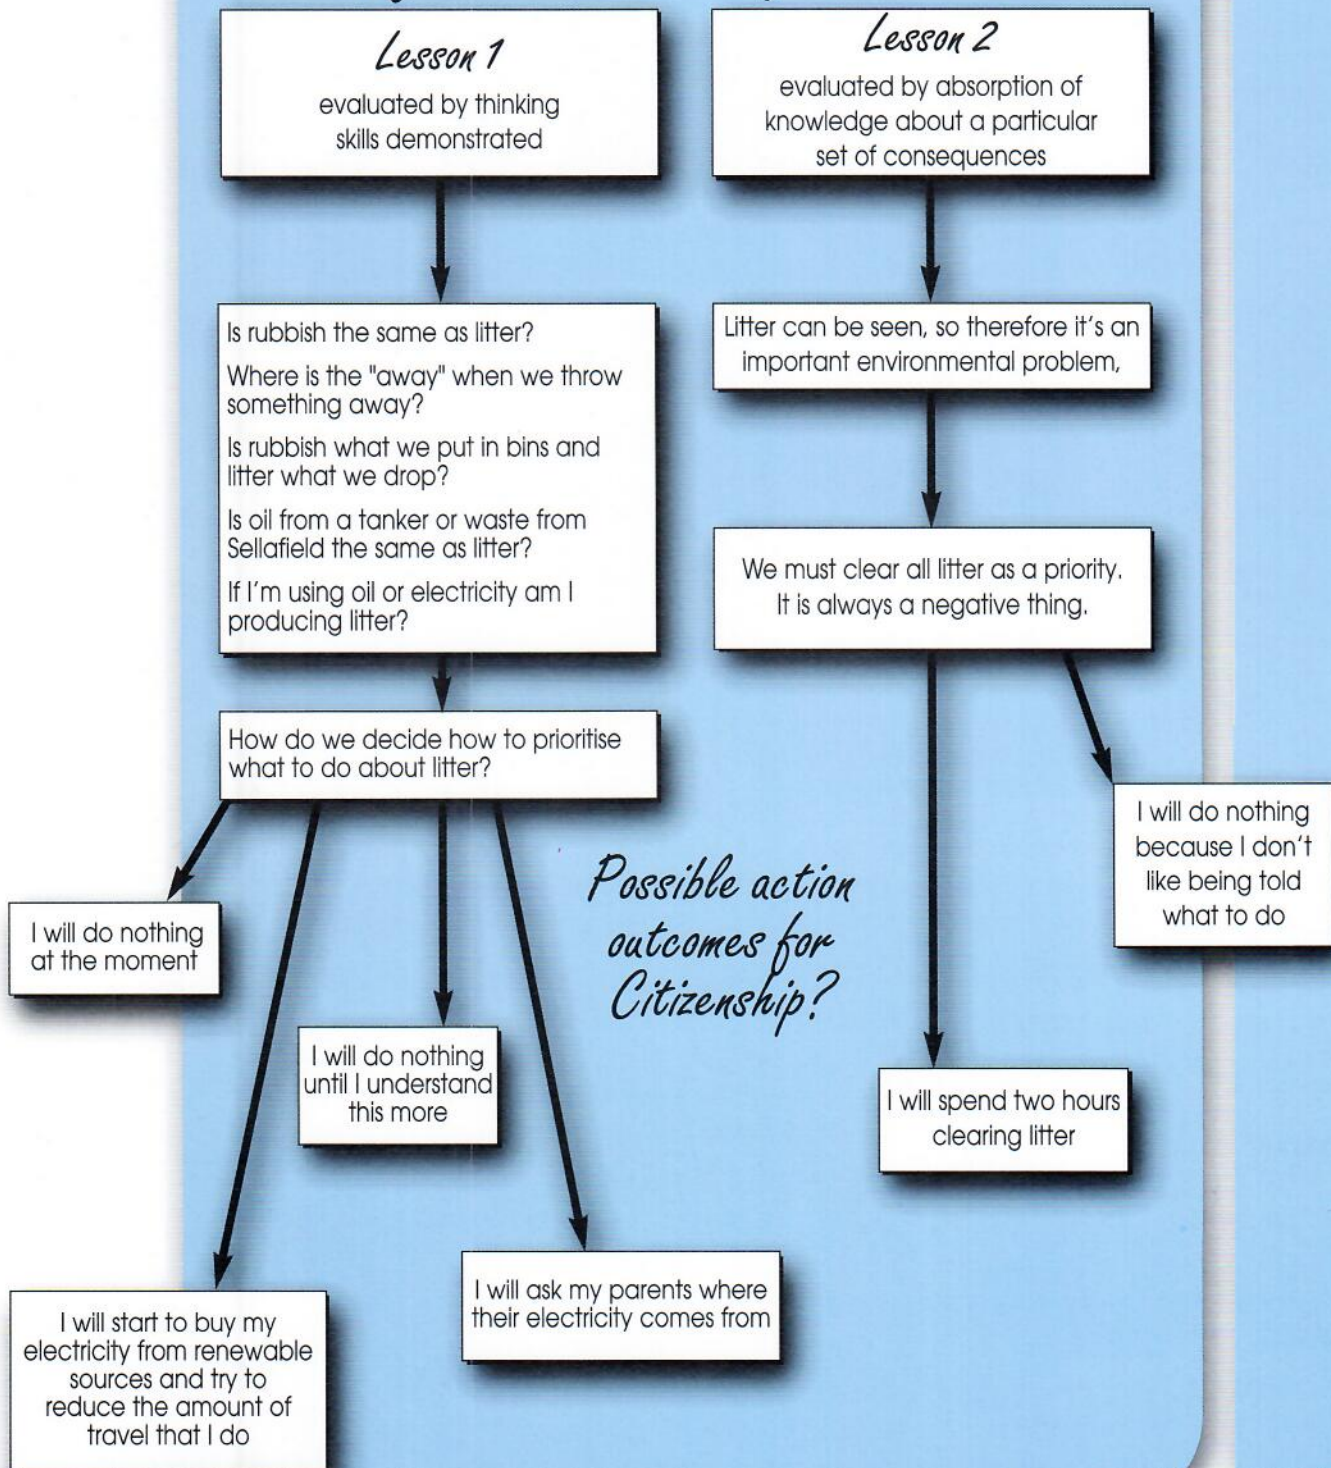 Lesson 1
evaluated by thinking
skills demonstrated
Is rubbish the same as litter?
Where is the "away" when we throw
something away?
Is rubbish what we put in bins and
litter what we drop?
Is oil from a tanker or waste from
Sellafield the same as litter?
If I'm using oil or electricity am I
producing litter?
How do we decide how to prioritise
what to do about litter?
I will do nothing
at the moment
I will start to buy my
electricity from renewable
sources and try to
reduce the amount of
travel that I do
I will do nothing
until I understand
this more
I will ask my parents where
their electricity comes from
Lesson 2
evaluated by absorption of
knowledge about a particular
set of consequences
Litter can be seen, so therefore it's an
important environmental problem,
We must clear all litter as a priority.
It is always a negative thing.
I will spend two hours
clearing litter
I will do nothing
because I don't
like being told
what to do
Possible action
outcomes for
Citizenship?